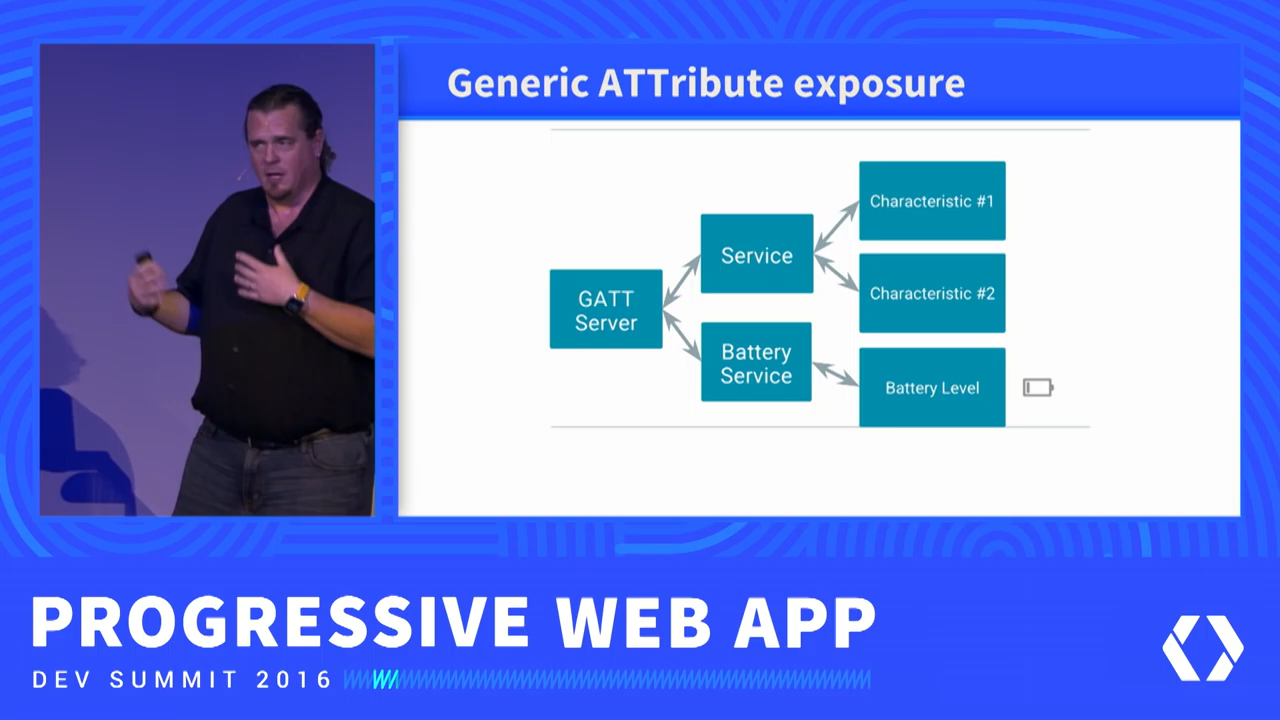 Generic ATTribute exposure
Characteristic #1
Service
Characteristic #2
GATT
Server
Battery
Service
Battery Level
PROGRESSIVE WEB APP
DEV SUMMIT 2016